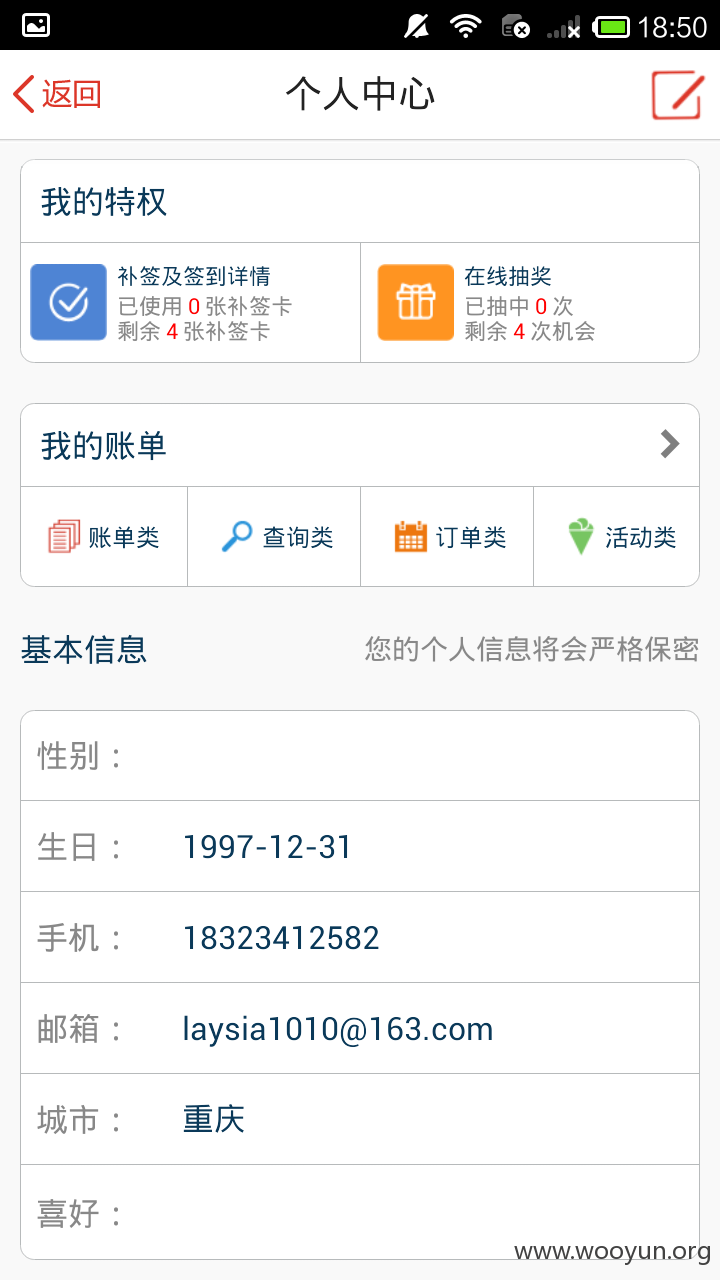 18:50
返回
个人中心
我的特权
补签及签到详情
已使用 0 张补签卡
剩余 4 张补签卡
在线抽奖
已抽中 0 次
剩余 4 次机会
我的账单
账单类
查询类
订单类
活动类
基本信息
您的个人信息将会严格保密
性别：
生日： 1997-12-31
手机： 18323412582
邮箱： laysia1010@163.com
城市： 重庆
喜好：
www.wooyun.org